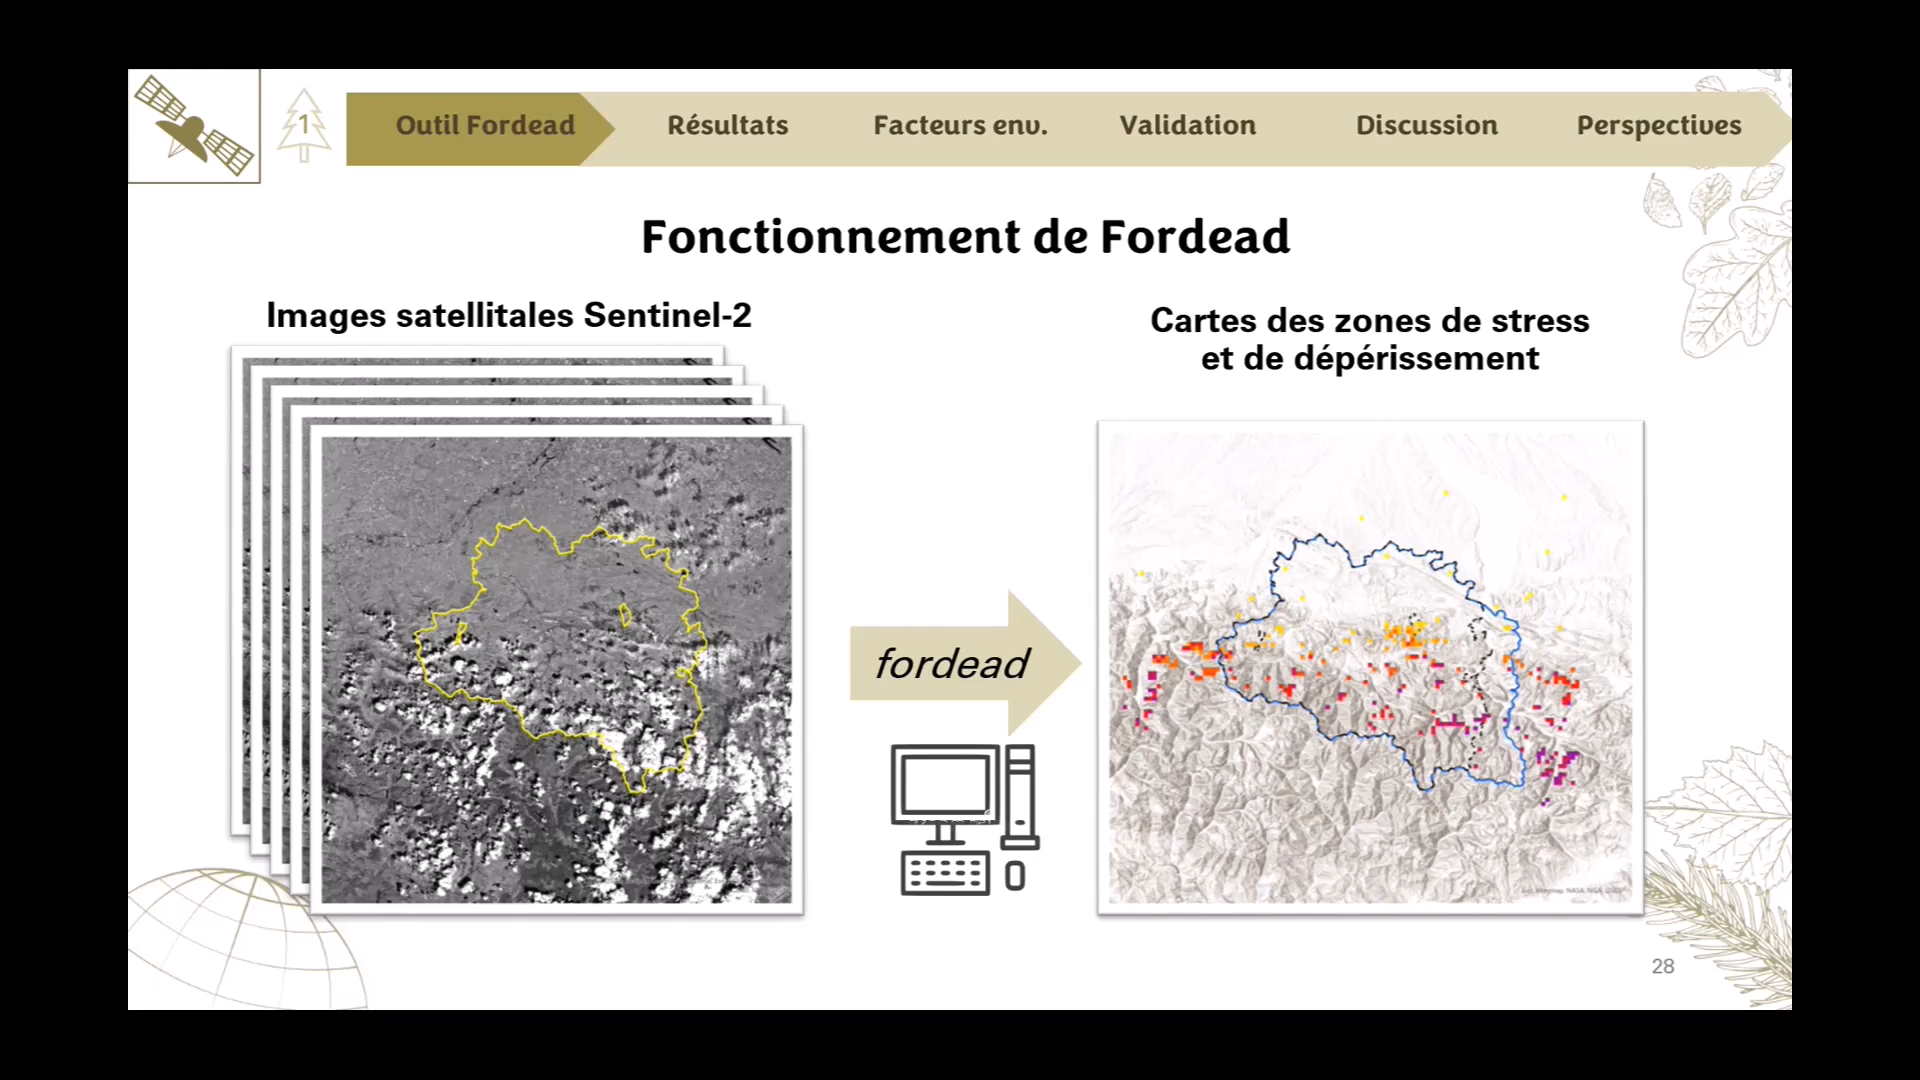 1
Outil Fordead
Résultats
Facteurs env.
Validation
Discussion
Perspectives
Fonctionnement de Fordead
Images satellitales Sentinel-2
Cartes des zones de stress
et de dépérissement
fordead
28